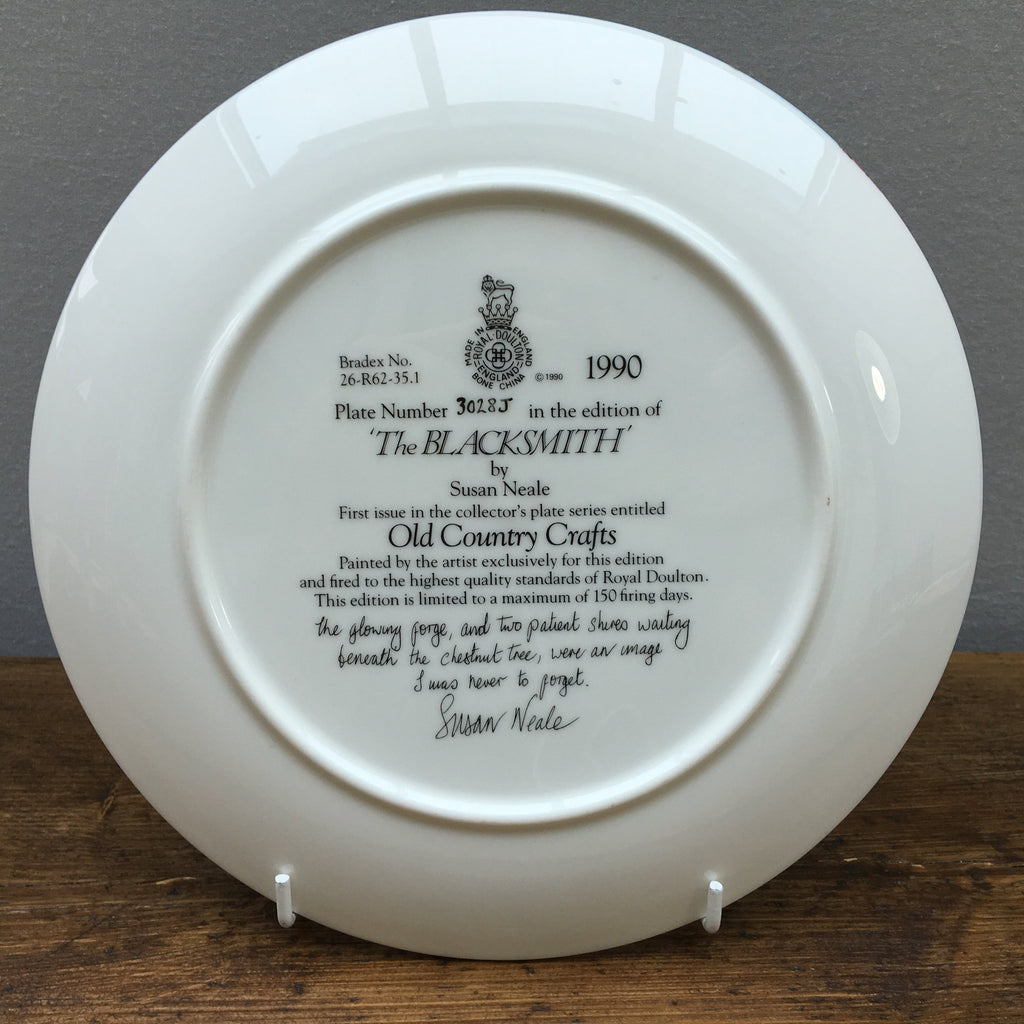 MADE IN ENGLAND
ROYAL·DOULTON
ENGLAND
BONE CHINA
© 1990
Bradex No.
26-R62-35.1
1990
Plate Number 3028J in the edition of
'The BLACKSMITH'
by
Susan Neale
First issue in the collector's plate series entitled
Old Country Crafts
Painted by the artist exclusively for this edition
and fired to the highest quality standards of Royal Doulton.
This edition is limited to a maximum of 150 firing days.
the glowing forge, and two patient shires waiting
beneath the chestnut tree, were an image
I was never to forget.
Susan Neale